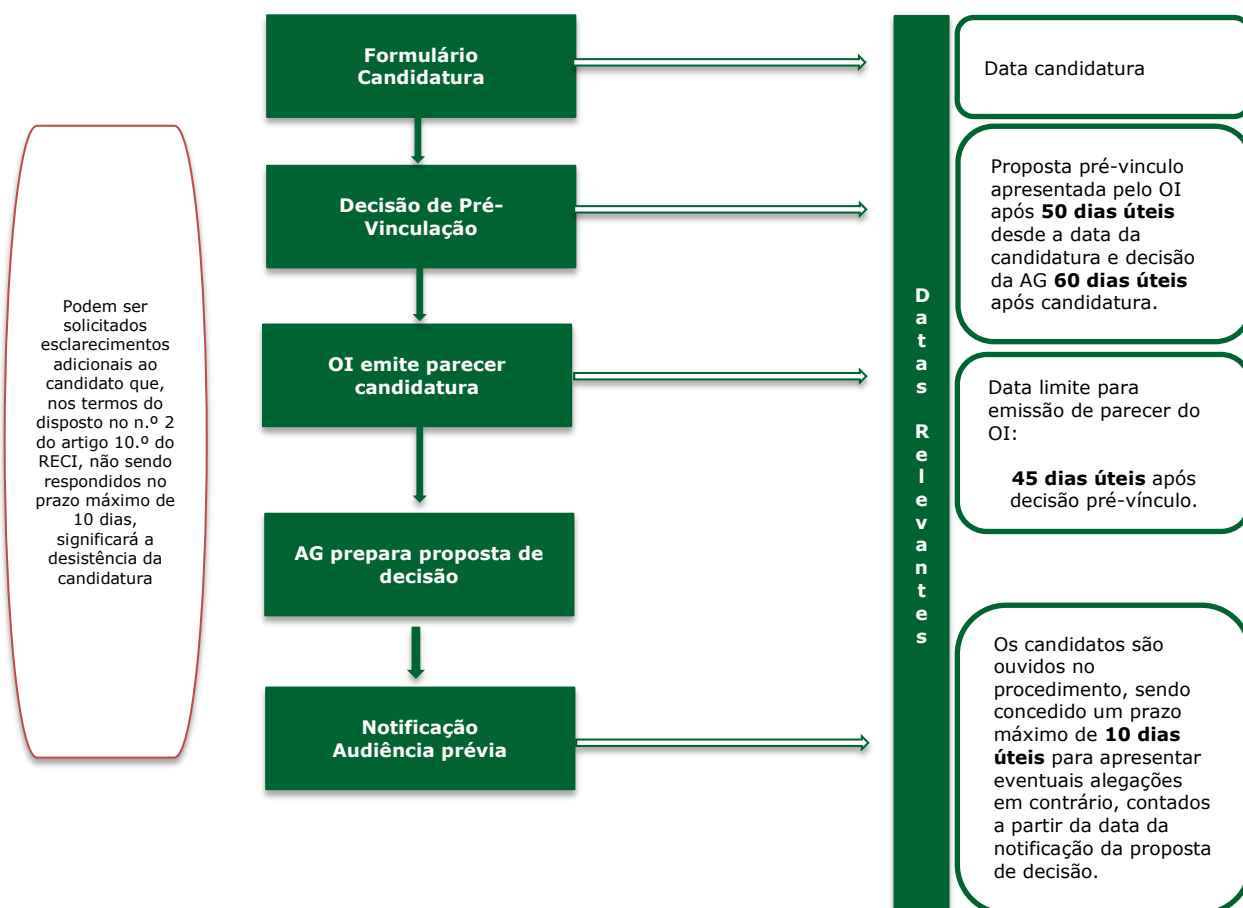 Formulário
Candidatura
Data candidatura
Decisão de Pré-
Vinculação
Proposta pré-vinculo
apresentada pelo OI
após 50 dias úteis
desde a data da
candidatura e decisão
da AG 60 dias úteis
após candidatura.
Podem ser
solicitados
esclarecimentos
adicionais ao
candidato que,
nos termos do
disposto no n.º 2
do artigo 10.º do
RECI, não sendo
respondidos no
prazo máximo de
10 dias,
significará a
desistência da
candidatura
OI emite parecer
candidatura
D
a
t
a
s
R
e
l
e
v
a
n
t
e
s
Data limite para
emissão de parecer do
OI:
45 dias úteis após
decisão pré-vínculo.
AG prepara proposta de
decisão
Notificação
Audiência prévia
Os candidatos são
ouvidos no
procedimento, sendo
concedido um prazo
máximo de 10 dias
úteis para apresentar
eventuais alegações
em contrário, contados
a partir da data da
notificação da proposta
de decisão.